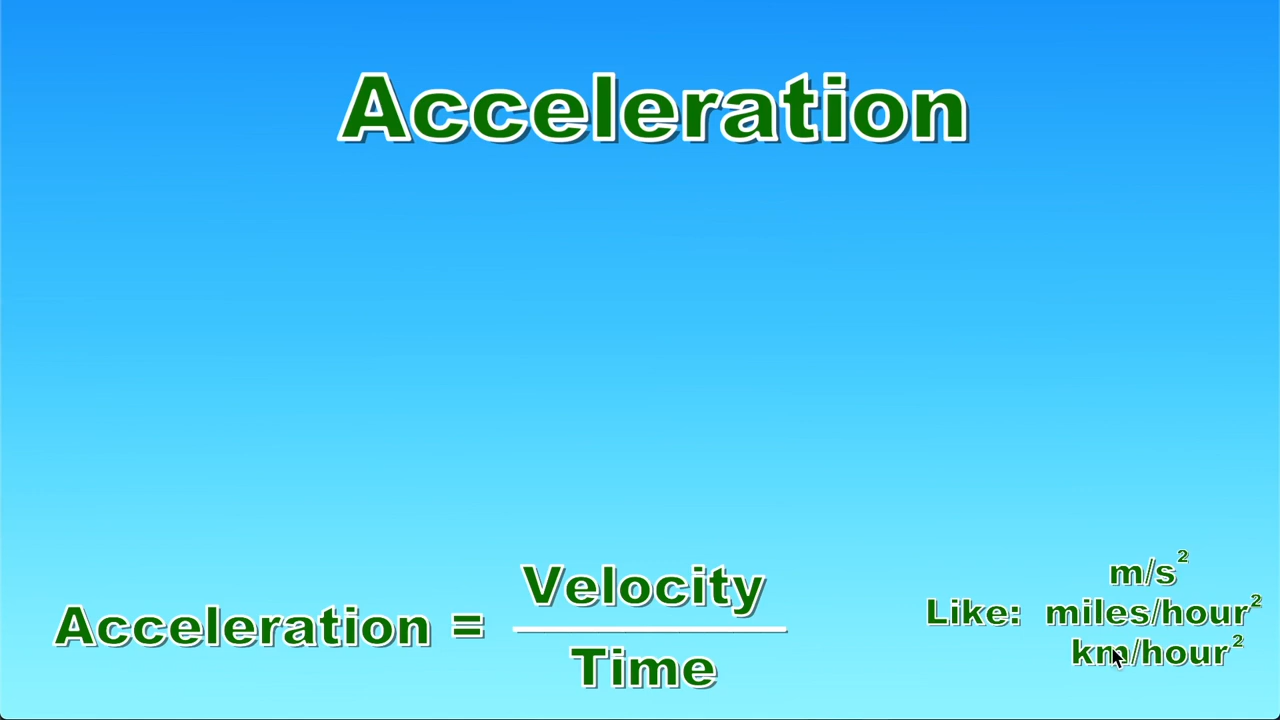 Acceleration
Acceleration = Velocity / Time
m/s²
Like: miles/hour²
km/hour²